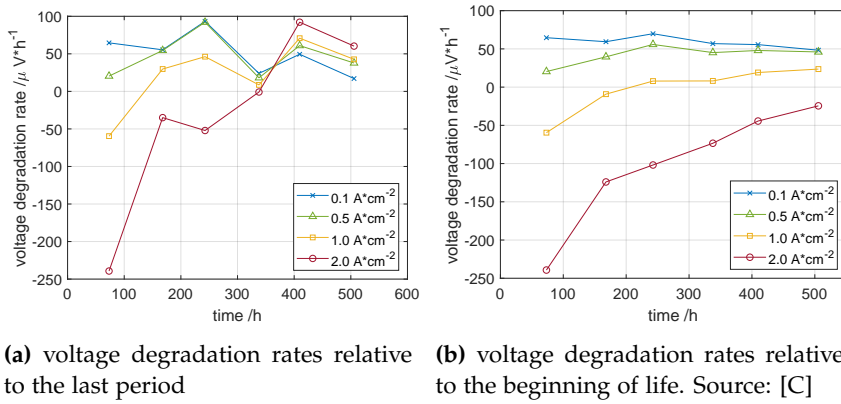 100
50
0
-50
-100
-150
-200
-250
voltage degradation rate /μ V*h-1
0 100 200 300 400 500 600
time /h
0.1 A*cm-2
0.5 A*cm-2
1.0 A*cm-2
2.0 A*cm-2
100
50
0
-50
-100
-150
-200
-250
voltage degradation rate /μ V*h-1
0 100 200 300 400 500
time /h
0.1 A*cm-2
0.5 A*cm-2
1.0 A*cm-2
2.0 A*cm-2
(a) voltage degradation rates relative
to the last period
(b) voltage degradation rates relative
to the beginning of life. Source: [C]